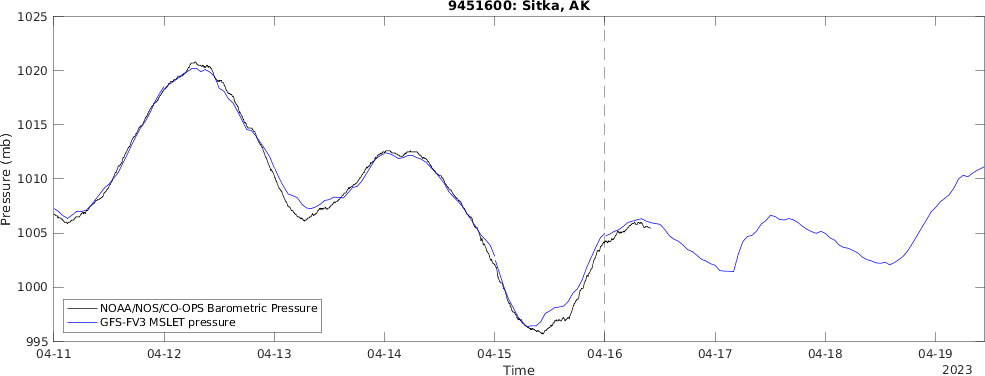 9451600: Sitka, AK
1025
1020
1015
1010
1005
1000
995
Pressure (mb)
NOAA/NOS/CO-OPS Barometric Pressure
GFS-FV3 MSLET pressure
04-11 04-12 04-13 04-14 04-15 04-16 04-17 04-18 04-19
Time
2023